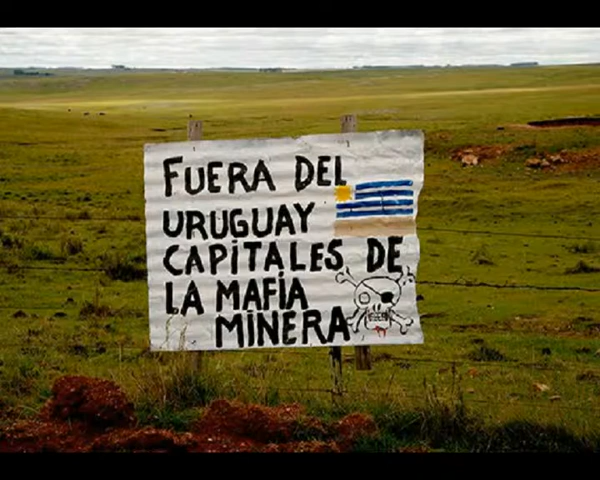 FUERA DEL
URUGUAY
CAPITALES DE
LA MAFIA
MINERA